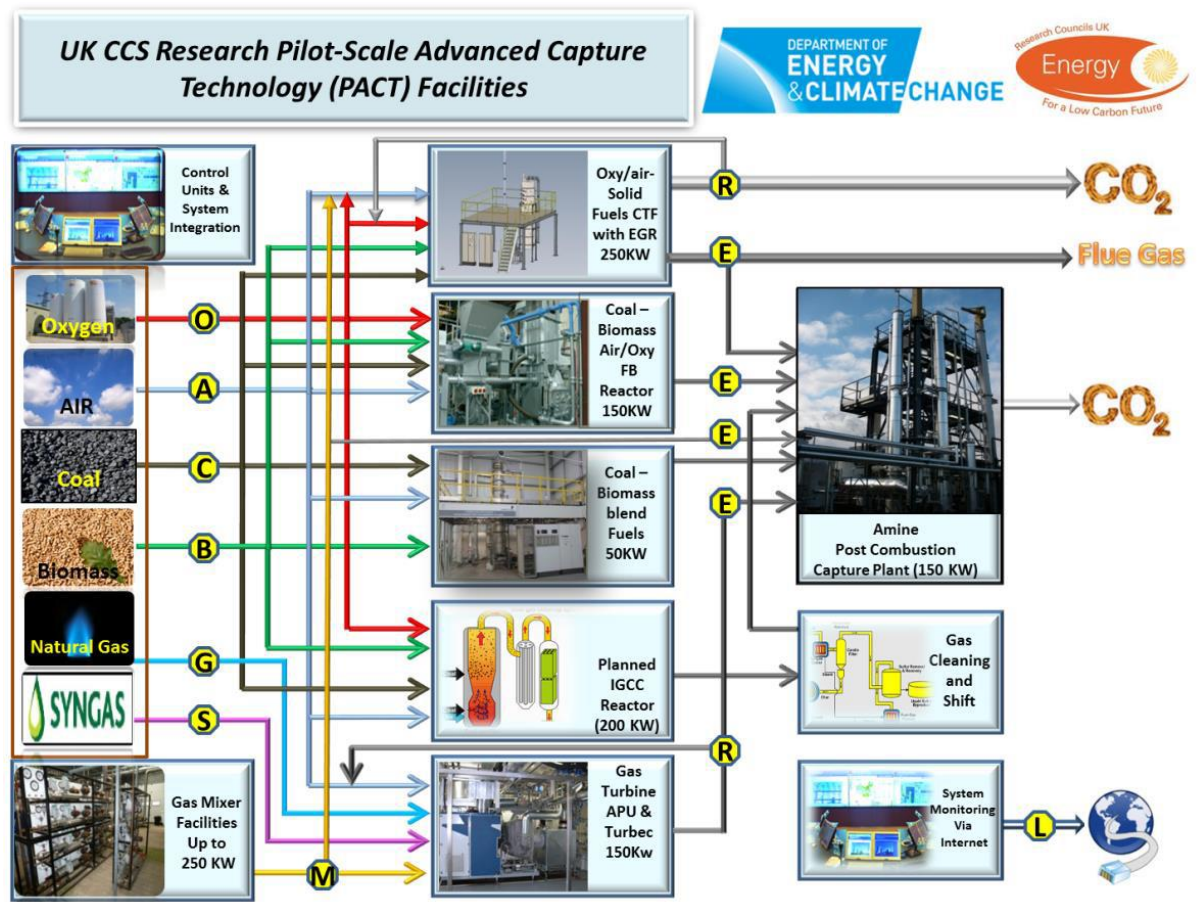 UK CCS Research Pilot-Scale Advanced Capture
Technology (PACT) Facilities
DEPARTMENT OF
ENERGY
& CLIMATE CHANGE
Research Councils UK
Energy
For a Low Carbon Future
Control
Units &
System
Integration
Oxy/air-
Solid
Fuels CTF
with EGR
250KW
R
CO2
E
Flue Gas
Oxygen
O
Coal –
Biomass
Air/Oxy
FB
Reactor
150KW
AIR
A
E
CO2
Coal
C
E
Coal –
Biomass
blend
Fuels
50KW
E
Biomass
B
Amine
Post Combustion
Capture Plant (150 KW)
Natural Gas
G
Planned
IGCC
Reactor
(200 KW)
Gas
Cleaning
and
Shift
SYNGAS
S
R
Gas Mixer
Facilities
Up to
250 KW
M
Gas
Turbine
APU &
Turbec
150Kw
System
Monitoring
Via
Internet
L